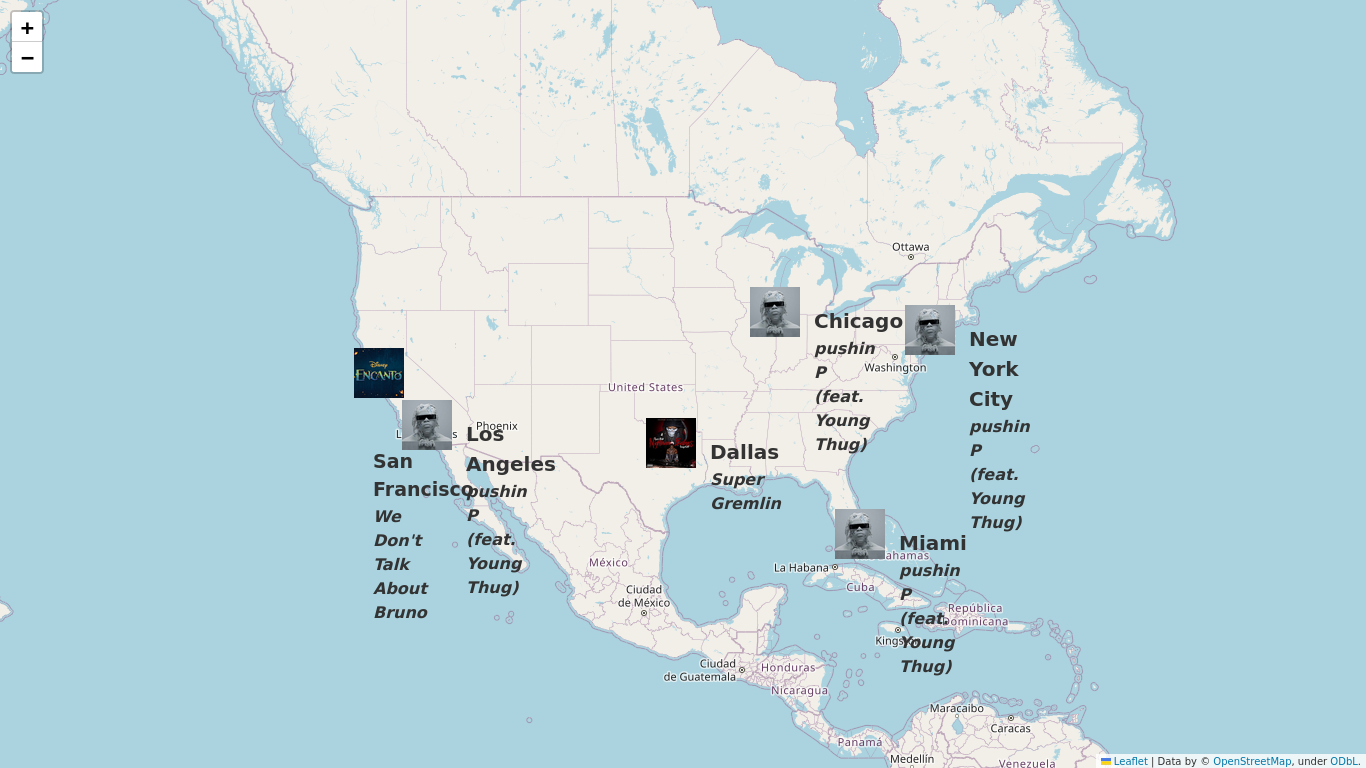 +
−
Ottawa
Chicago
pushin
P
(feat.
Young
Thug)
New
York
City
pushin
P
(feat.
Young
Thug)
Washington
Disney
ENCANTO
United States
Phoenix
L
s
Los
Angeles
pushin
P
(feat.
Young
Thug)
San
Francisco
We
Don't
Talk
About
Bruno
Dallas
Super
Gremlin
Miami
pushin
P
(feat.
Young
Thug)
ahamas
La Habana
Cuba
México
Ciudad
de México
República
Dominicana
Kings
Ciudad
de Guatemala
Honduras
Nicaragua
Maracaibo
Caracas
Panamá
Medellín
Venezuela
Leaflet | Data by © OpenStreetMap, under ODbL.